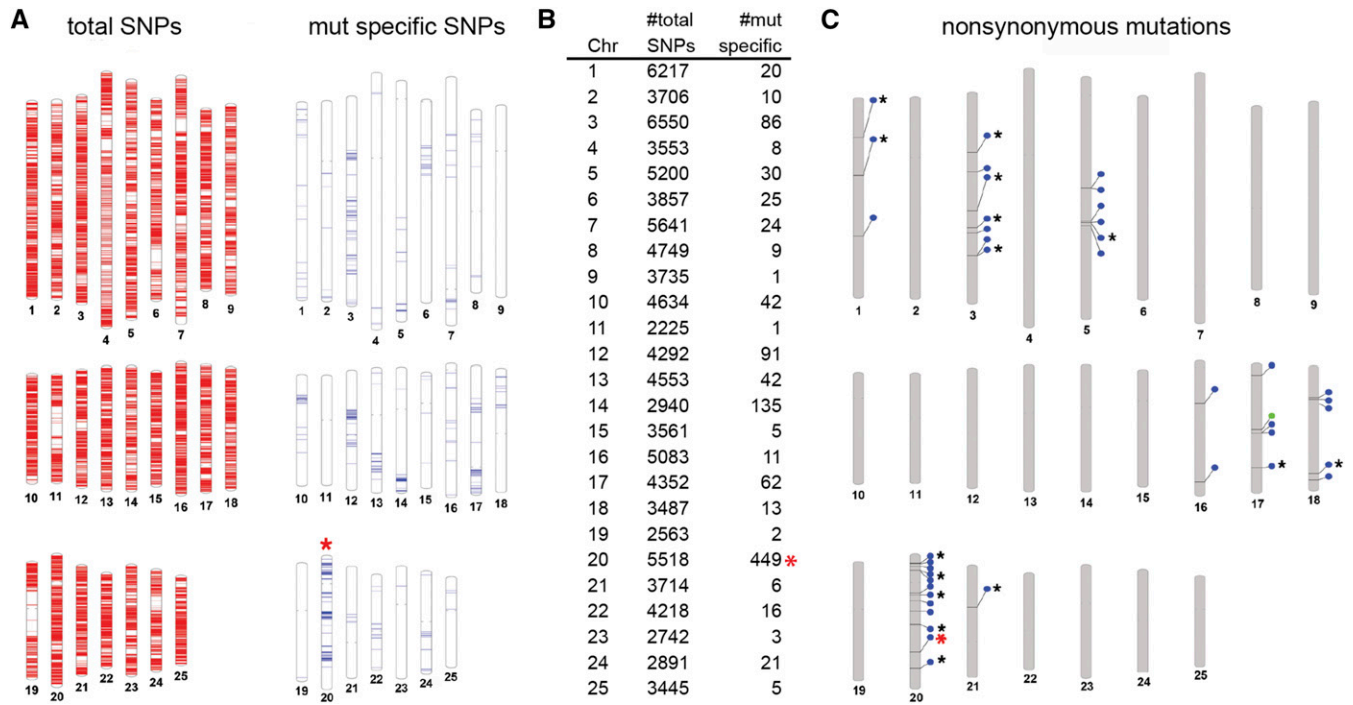 A
total SNPs
mut specific SNPs
1 2 3 4 5 6 7 8 9
1 2 3 4 5 6 7 8 9
10 11 12 13 14 15 16 17 18
10 11 12 13 14 15 16 17 18
*
19 20 21 22 23 24 25
19 20 21 22 23 24 25
B
#total #mut
Chr SNPs specific
1 6217 20
2 3706 10
3 6550 86
4 3553 8
5 5200 30
6 3857 25
7 5641 24
8 4749 9
9 3735 1
10 4634 42
11 2225 1
12 4292 91
13 4553 42
14 2940 135
15 3561 5
16 5083 11
17 4352 62
18 3487 13
19 2563 2
20 5518 449 *
21 3714 6
22 4218 16
23 2742 3
24 2891 21
25 3445 5
C
nonsynonymous mutations
* * * * * * *
1 2 3 4 5 6 7 8 9
* *
10 11 12 13 14 15 16 17 18
* * * * * * *
19 20 21 22 23 24 25